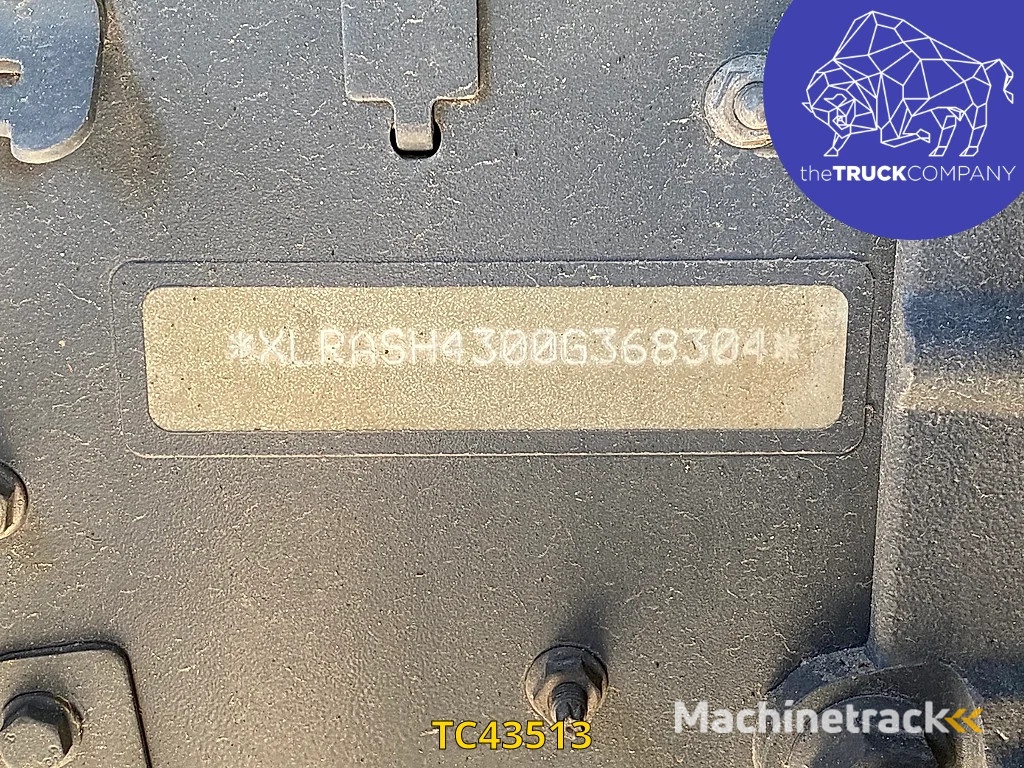 theTRUCKCOMPANY
*XLRASH4300G368304*
TC43513
Machinetrack